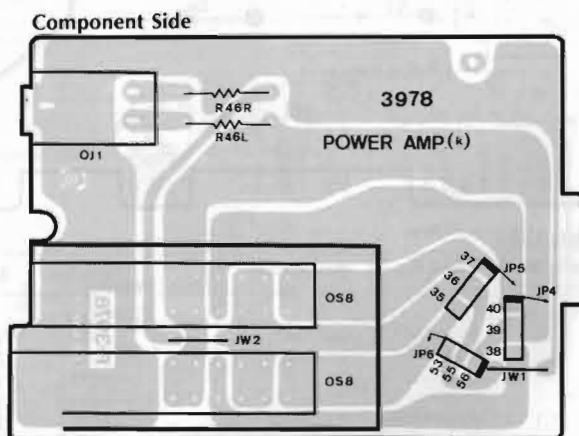 Component Side
3978
POWER AMP.(k)
R46R
R46L
OJ1
37
36
35
JP5
JP4
40
39
38
OS8
JW2
JP6
53
55
56
JW1
OS8